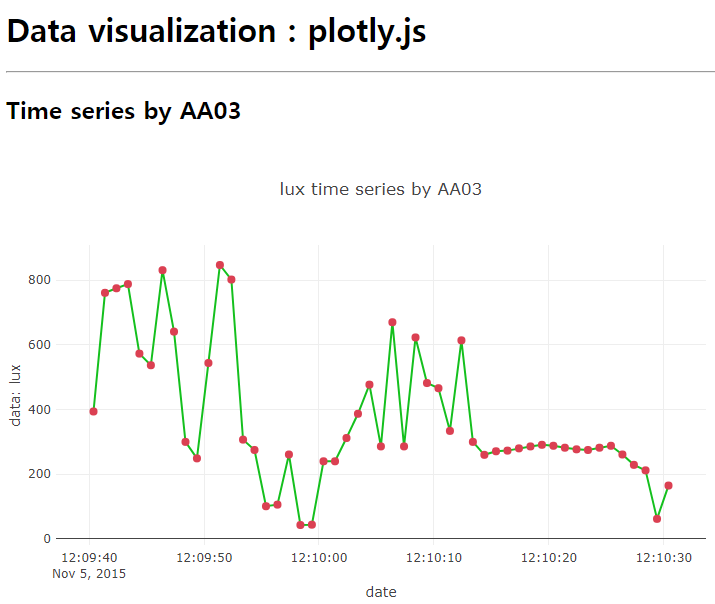 Data visualization : plotly.js
Time series by AA03
lux time series by AA03
800
600
400
200
0
data: lux
12:09:40 12:09:50 12:10:00 12:10:10 12:10:20 12:10:30
Nov 5, 2015
date